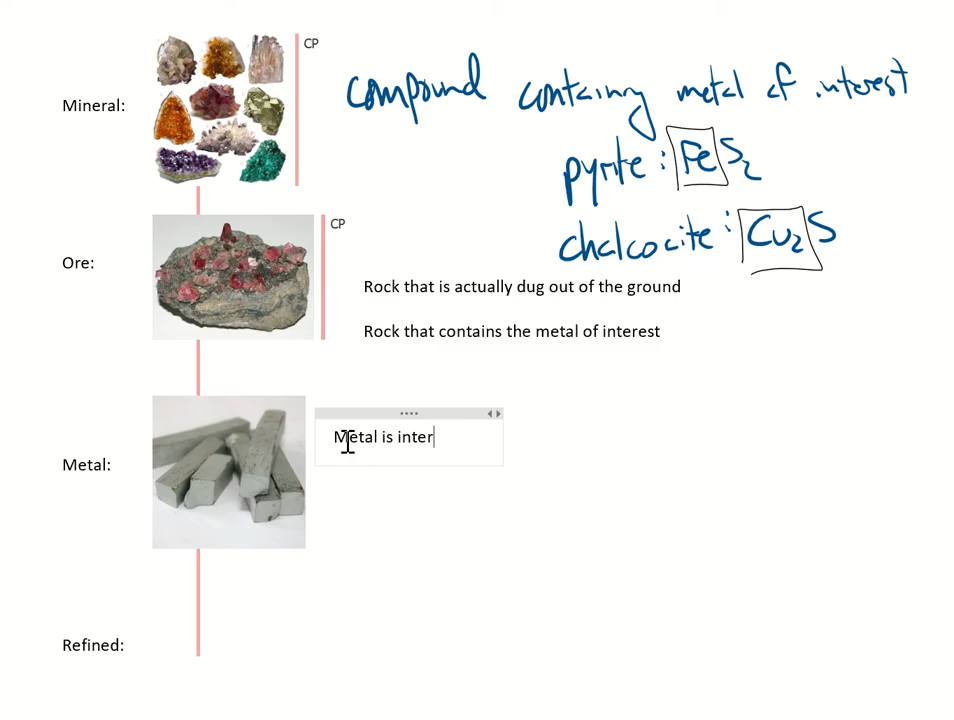 Mineral:
CP
compound containing metal of interest
pyrite: FeS2
chalcocite: Cu2S
Ore:
CP
Rock that is actually dug out of the ground
Rock that contains the metal of interest
Metal:
Metal is inter
Refined: